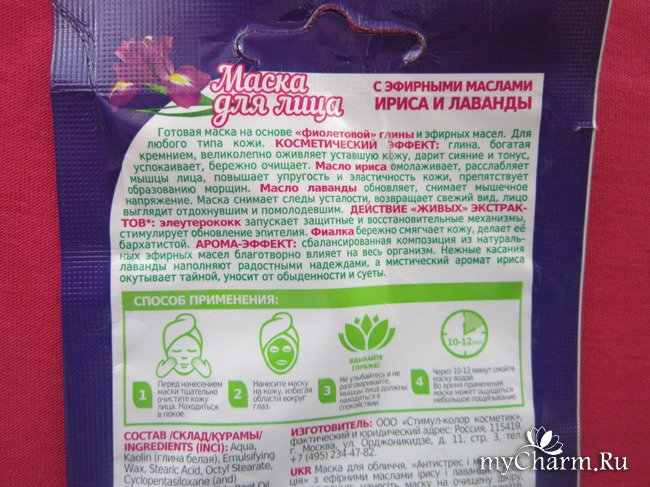 Маска
для лица
С ЭФИРНЫМИ МАСЛАМИ
ИРИСА И ЛАВАНДЫ
Готовая маска на основе «фиолетовой» глины и эфирных масел. Для
любого типа кожи. КОСМЕТИЧЕСКИЙ ЭФФЕКТ: глина, богатая
кремнием, великолепно оживляет уставшую кожу, дарит сияние и тонус,
успокаивает, бережно очищает. Масло ириса омолаживает, расслабляет
мышцы лица, повышает упругость и эластичность кожи, препятствует
образованию морщин. Масло лаванды обновляет, снимает мышечное
напряжение. Маска снимает следы усталости, возвращает свежий вид, лицо
выглядит отдохнувшим и помолодевшим. ДЕЙСТВИЕ «ЖИВЫХ» ЭКСТРАК-
ТОВ*: элеутерококк запускает защитные и восстановительные механизмы,
стимулирует обновление эпителия. Фиалка бережно смягчает кожу, делает её
бархатистой. АРОМА-ЭФФЕКТ: сбалансированная композиция из натураль-
ных эфирных масел благотворно влияет на весь организм. Нежные касания
лаванды наполняют радостными надеждами, а мистический аромат ириса
окутывает тайной, уносит от обыденности и суеты.
СПОСОБ ПРИМЕНЕНИЯ:
1
Перед нанесением
маски тщательно
очистите кожу
лица. Находиться
в покое.
2
Нанесите маску
на кожу, избегая
области вокруг
глаз.
ВДЫХАЙТЕ
ГЛУБЖЕ!
3
Не улыбайтесь и не
разговаривайте,
мышцы лица должны
находиться в
спокойствии.
10-12 мин
4
Через 10-12 минут смойте
маску водой.
Во время применения
маски может ощущаться
небольшое пощипывание.
СОСТАВ /СКЛАД/ҚҰРАМЫ/
INGREDIENTS (INCI): Aqua,
Kaolin (глина белая), Emulsifying
Wax, Stearic Acid, Octyl Stearate,
Cyclopentasiloxane (and)
ИЗГОТОВИТЕЛЬ: ООО «Стимул-колор косметик»,
фактический и юридический адрес: Россия, 115419,
г. Москва, ул. Орджоникидзе, д. 11, стр. 3, тел.
+7 (495) 234-47-82.
UKR Маска для обличчя. «Антистрес і
з ефірними маслами ірису і лаванди
myCharm.Ru